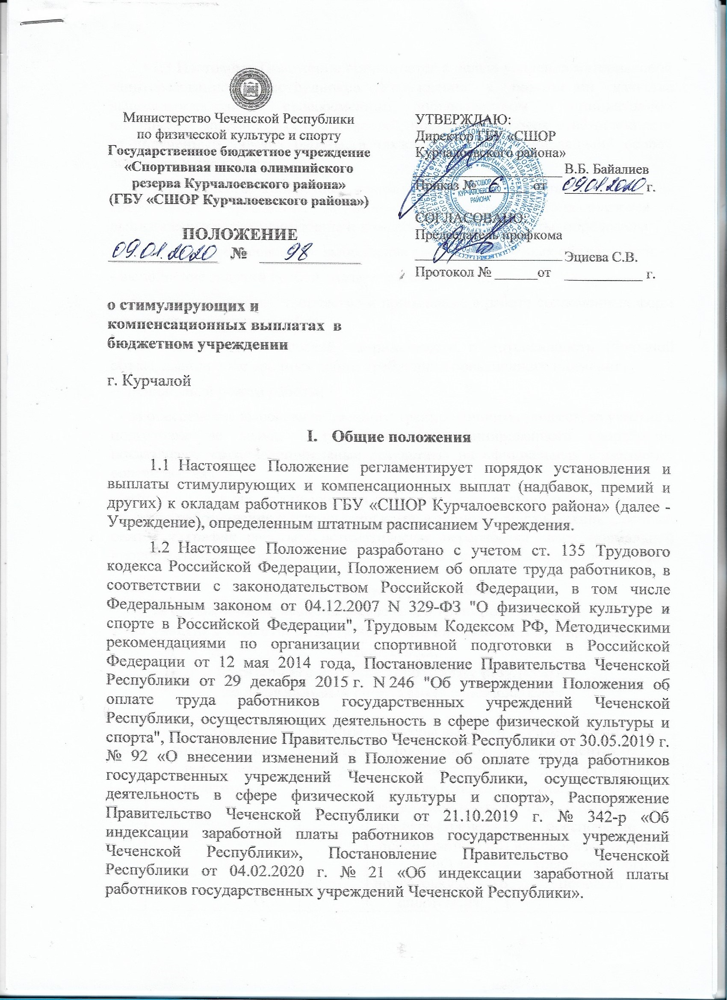 Министерство Чеченской Республики
по физической культуре и спорту
Государственное бюджетное учреждение
«Спортивная школа олимпийского
резерва Курчалоевского района»
(ГБУ «СШОР Курчалоевского района»)
ПОЛОЖЕНИЕ
09.01.2020 № 98
УТВЕРЖДАЮ:
Директор ГБУ «СШОР
Курчалоевского района»
В.Б. Байалиев
Приказ № 6 от 09.01.2020 г.
СОГЛАСОВАНО:
Председатель профкома
Эциева С.В.
Протокол № ______ от ___________ г.
"СШОР
КУРЧАЛОЕВСКОГО
РАЙОНА"
о стимулирующих и
компенсационных выплатах в
бюджетном учреждении
г. Курчалой
I. Общие положения
1.1 Настоящее Положение регламентирует порядок установления и
выплаты стимулирующих и компенсационных выплат (надбавок, премий и
других) к окладам работников ГБУ «СШОР Курчалоевского района» (далее -
Учреждение), определенным штатным расписанием Учреждения.
1.2 Настоящее Положение разработано с учетом ст. 135 Трудового
кодекса Российской Федерации, Положением об оплате труда работников, в
соответствии с законодательством Российской Федерации, в том числе
Федеральным законом от 04.12.2007 N 329-ФЗ "О физической культуре и
спорте в Российской Федерации", Трудовым Кодексом РФ, Методическими
рекомендациями по организации спортивной подготовки в Российской
Федерации от 12 мая 2014 года, Постановление Правительства Чеченской
Республики от 29 декабря 2015 г. N 246 "Об утверждении Положения об
оплате труда работников государственных учреждений Чеченской
Республики, осуществляющих деятельность в сфере физической культуры и
спорта", Постановление Правительство Чеченской Республики от 30.05.2019 г.
№ 92 «О внесении изменений в Положение об оплате труда работников
государственных учреждений Чеченской Республики, осуществляющих
деятельность в сфере физической культуры и спорта», Распоряжение
Правительство Чеченской Республики от 21.10.2019 г. № 342-р «Об
индексации заработной платы работников государственных учреждений
Чеченской Республики», Постановление Правительство Чеченской
Республики от 04.02.2020 г. № 21 «Об индексации заработной платы
работников государственных учреждений Чеченской Республики».